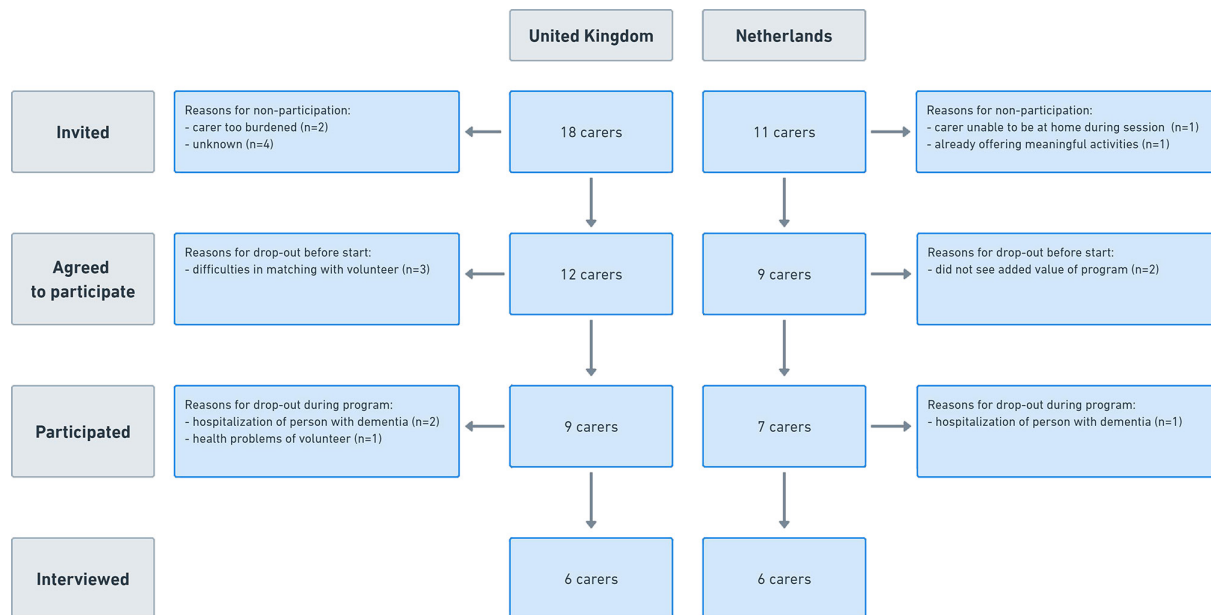 United Kingdom
Netherlands
Invited
Reasons for non-participation:
- carer too burdened (n=2)
- unknown (n=4)
18 carers
11 carers
Reasons for non-participation:
- carer unable to be at home during session (n=1)
- already offering meaningful activities (n=1)
Agreed
to participate
Reasons for drop-out before start:
- difficulties in matching with volunteer (n=3)
12 carers
9 carers
Reasons for drop-out before start:
- did not see added value of program (n=2)
Participated
Reasons for drop-out during program:
- hospitalization of person with dementia (n=2)
- health problems of volunteer (n=1)
9 carers
7 carers
Reasons for drop-out during program:
- hospitalization of person with dementia (n=1)
Interviewed
6 carers
6 carers